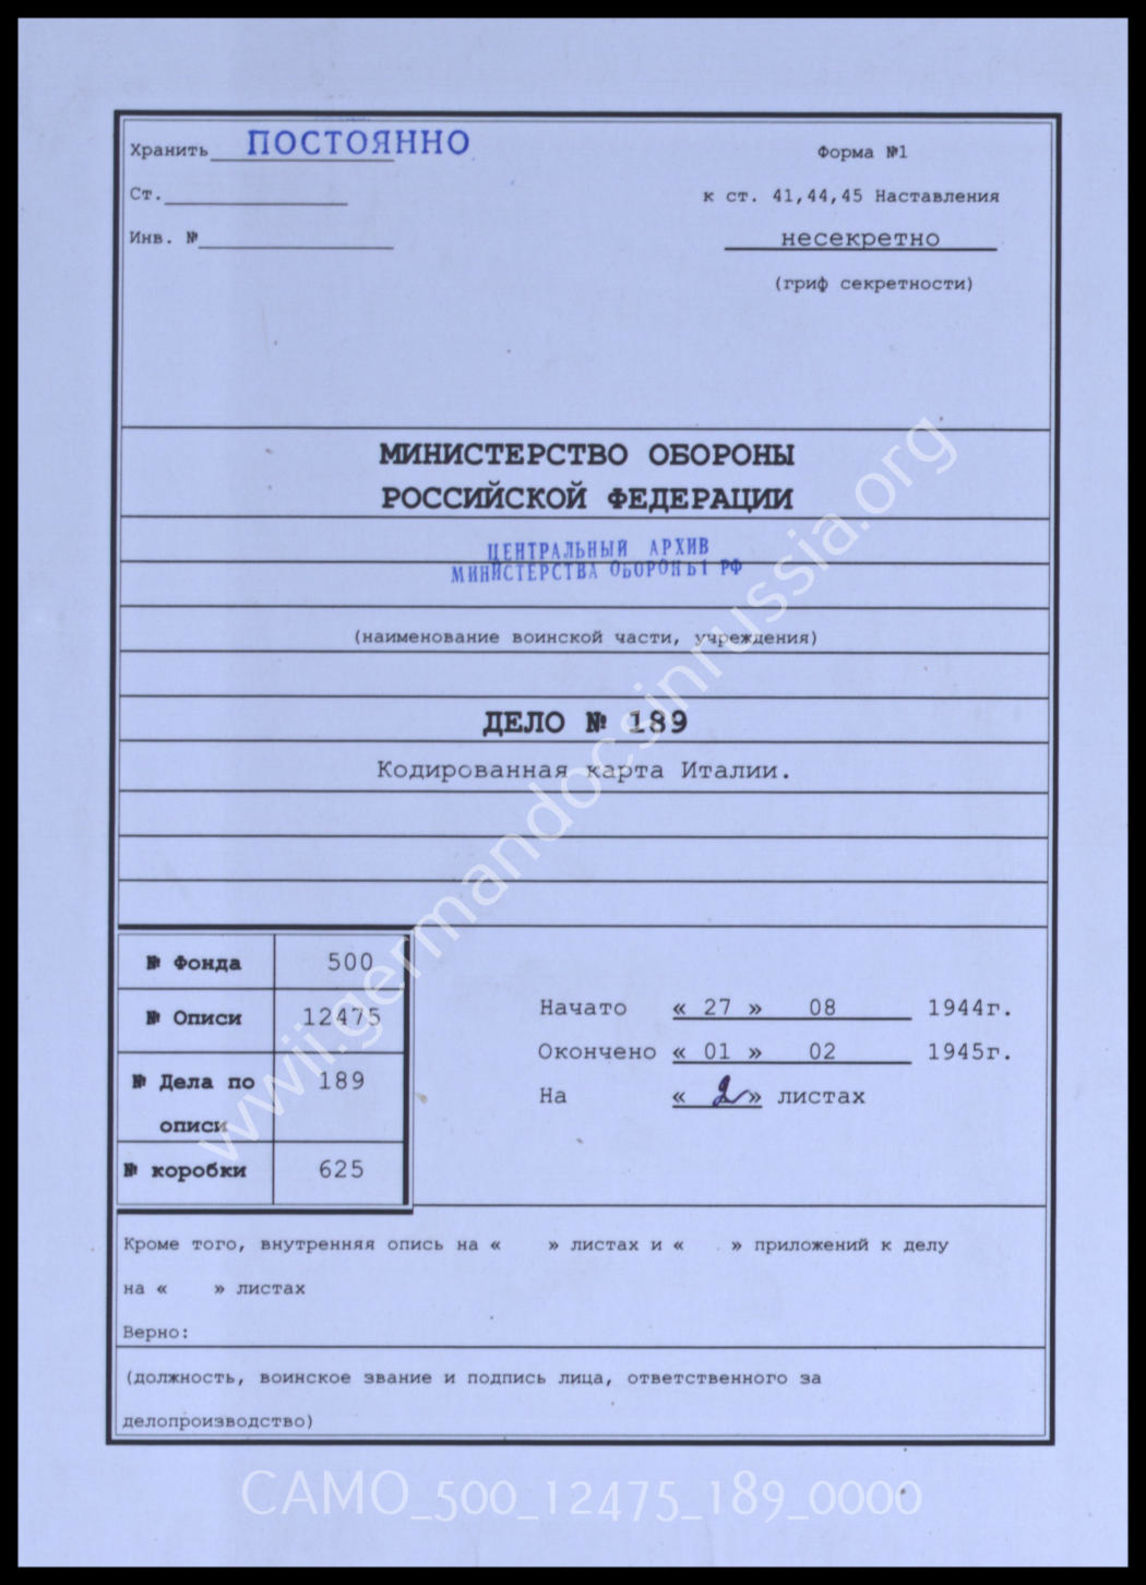 Хранить ПОСТОЯННО
Форма №1
Ст.
к ст. 41,44,45 Наставления
Инв. №
несекретно
(гриф секретности)
МИНИСТЕРСТВО ОБОРОНЫ
РОССИЙСКОЙ ФЕДЕРАЦИИ
ЦЕНТРАЛЬНЫЙ АРХИВ
МИНИСТЕРСТВА ОБОРОНЫ РФ
(наименование воинской части, учреждения)
ДЕЛО № 189
Кодированная карта Италии.
№ Фонда 500
№ Описи 12475
№ Дела по 189
описи
№ коробки 625
Начато « 27 » 08 1944г.
Окончено « 01 » 02 1945г.
На « 2 » листах
Кроме того, внутренняя опись на « » листах и « » приложений к делу
на « » листах
Верно:
(должность, воинское звание и подпись лица, ответственного за
делопроизводство)
wwii.germandocsinrussia.org
CAMO_500_12475_189_0000